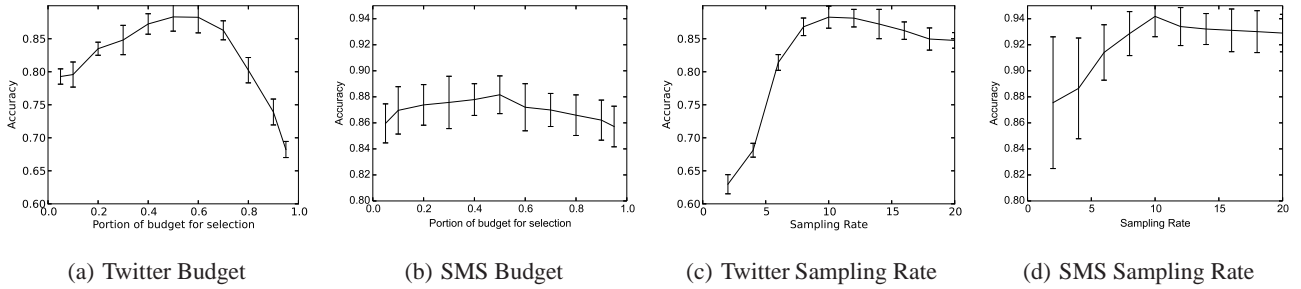 0.85
0.80
0.75
0.70
0.65
0.60
Accuracy
0.0 0.2 0.4 0.6 0.8 1.0
Portion of budget for selection
(a) Twitter Budget
0.94
0.92
0.90
0.88
0.86
0.84
0.82
0.80
Accuracy
0.0 0.2 0.4 0.6 0.8 1.0
Portion of budget for selection
(b) SMS Budget
0.85
0.80
0.75
0.70
0.65
0.60
Accuracy
0 5 10 15 20
Sampling Rate
(c) Twitter Sampling Rate
0.94
0.92
0.90
0.88
0.86
0.84
0.82
0.80
Accuracy
0 5 10 15 20
Sampling Rate
(d) SMS Sampling Rate